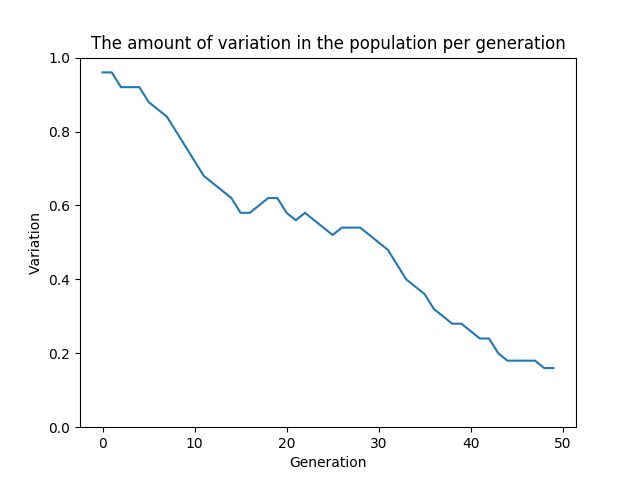 The amount of variation in the population per generation
1.0
0.8
0.6
0.4
0.2
0.0
Variation
0 10 20 30 40 50
Generation